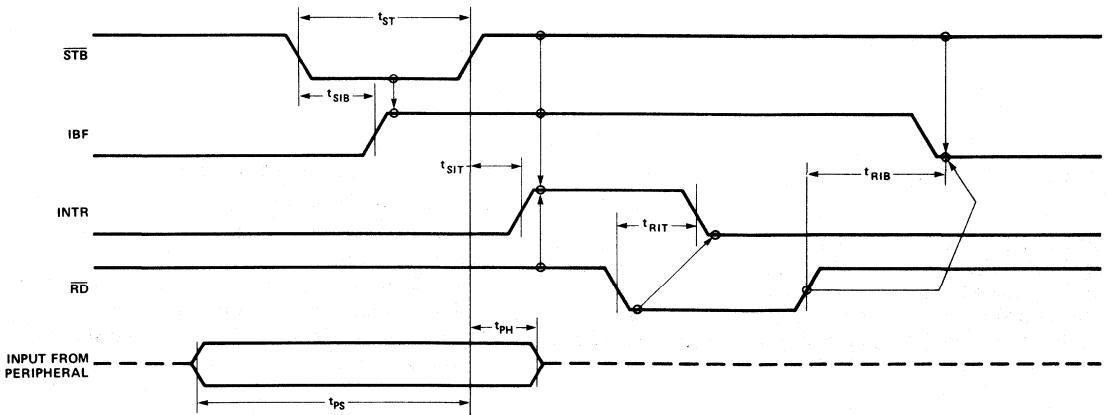 tST
STB
tSIB
IBF
tSIT
tRIB
INTR
tRIT
RD
tPH
INPUT FROM
PERIPHERAL
tPS